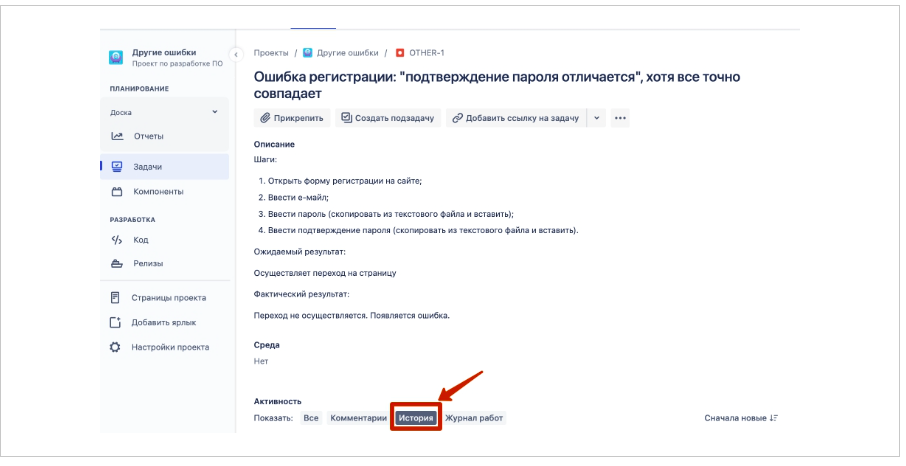 Другие ошибки
Проект по разработке ПО
ПЛАНИРОВАНИЕ
Доска
Отчеты
Задачи
Компоненты
РАЗРАБОТКА
Код
Релизы
Страницы проекта
Добавить ярлык
Настройки проекта
Проекты / Другие ошибки / OTHER-1
Ошибка регистрации: "подтверждение пароля отличается", хотя все точно
совпадает
Прикрепить Создать подзадачу Добавить ссылку на задачу
Описание
Шаги:
1. Открыть форму регистрации на сайте;
2. Ввести е-майл;
3. Ввести пароль (скопировать из текстового файла и вставить);
4. Ввести подтверждение пароля (скопировать из текстового файла и вставить).
Ожидаемый результат:
Осуществляет переход на страницу
Фактический результат:
Переход не осуществляется. Появляется ошибка.
Среда
Нет
Активность
Показать: Все Комментарии История Журнал работ Сначала новые